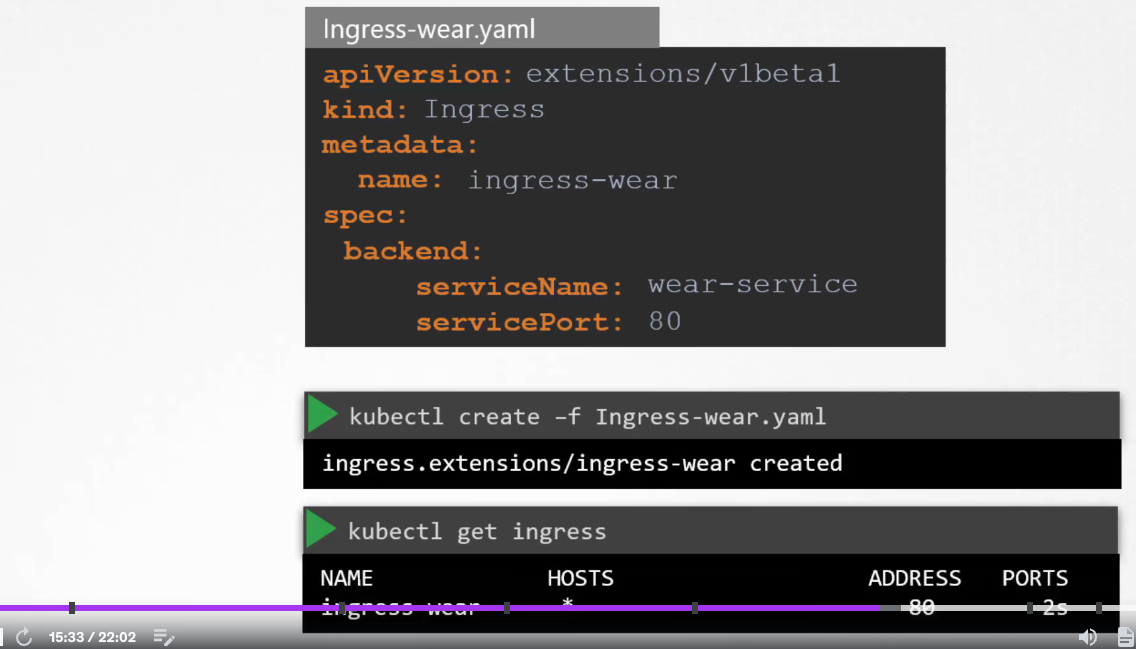 Ingress-wear.yaml
apiVersion: extensions/v1beta1
kind: Ingress
metadata:
name: ingress-wear
spec:
backend:
serviceName: wear-service
servicePort: 80
kubectl create –f Ingress-wear.yaml
ingress.extensions/ingress-wear created
kubectl get ingress
NAME HOSTS ADDRESS PORTS
ingress-wear * 80 2s
15:33 / 22:02